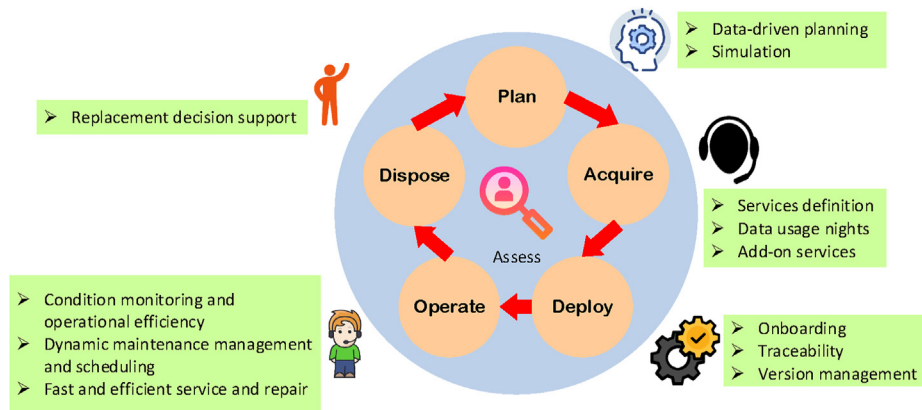 Plan
Acquire
Deploy
Operate
Dispose
Assess
➢ Data-driven planning
➢ Simulation
➢ Services definition
➢ Data usage nights
➢ Add-on services
➢ Onboarding
➢ Traceability
➢ Version management
➢ Condition monitoring and
operational efficiency
➢ Dynamic maintenance management
and scheduling
➢ Fast and efficient service and repair
➢ Replacement decision support